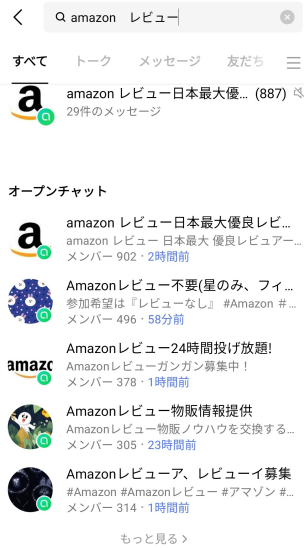 amazon　レビュー
すべて　トーク　メッセージ　友だち
amazon レビュー日本最大優... (887)
29件のメッセージ
オープンチャット
amazon レビュー日本最大優良レビ...
amazon レビュー 日本最大 優良レビュアー...
メンバー 902・2時間前
Amazonレビュー不要(星のみ、フィ...
参加希望は『レビューなし』 #Amazon #...
メンバー 496・58分前
amazon
Amazonレビュー24時間投げ放題!
Amazonレビューガンガン募集中！
メンバー 378・1時間前
Amazonレビュー物販情報提供
Amazonレビュー物販ノウハウを交換する...
メンバー 305・23時間前
Amazonレビューア、レビューイ募集
#Amazon #Amazonレビュー #アマゾン #...
メンバー 314・1時間前
もっと見る